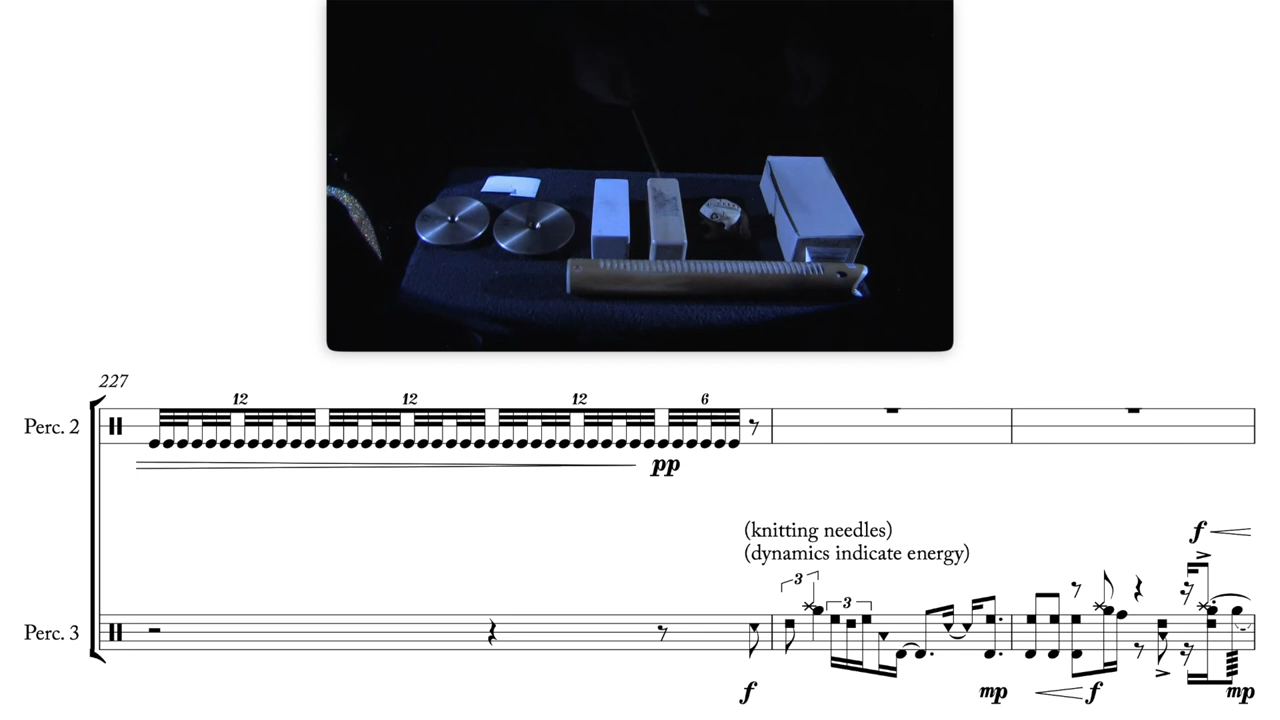 227
12 12 12 6
Perc. 2
pp
(knitting needles)
(dynamics indicate energy)
f
3 3
Perc. 3
f mp f mp